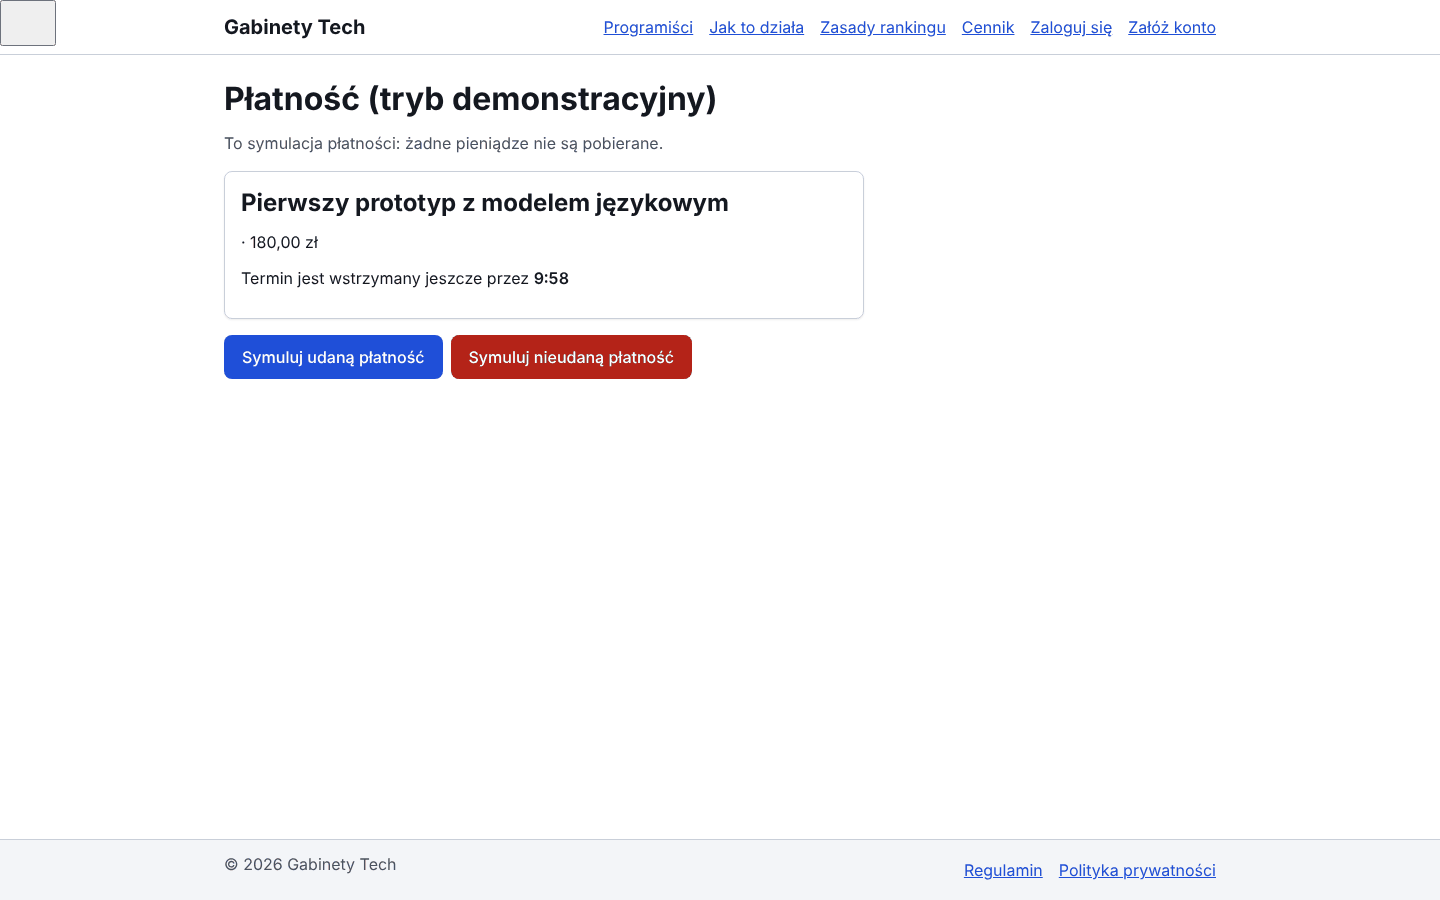 Gabinety Tech
Programiści Jak to działa Zasady rankingu Cennik Zaloguj się Załóż konto
Płatność (tryb demonstracyjny)
To symulacja płatności: żadne pieniądze nie są pobierane.
Pierwszy prototyp z modelem językowym
· 180,00 zł
Termin jest wstrzymany jeszcze przez 9:58
Symuluj udaną płatność Symuluj nieudaną płatność
© 2026 Gabinety Tech
Regulamin Polityka prywatności